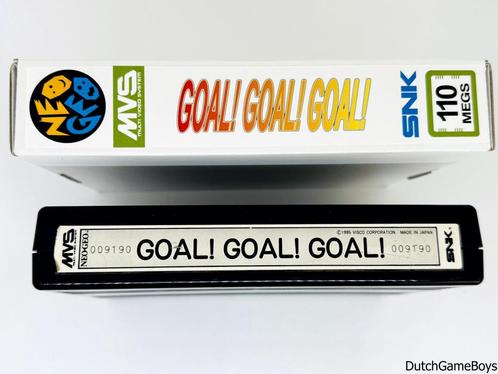 NEO GEO
MVS
MULTI VIDEO SYSTEM
GOAL! GOAL! GOAL!
SNK
110
MEGS
©1995 VISCO CORPORATION MADE IN JAPAN
MVS
NEO·GEO
009190
GOAL! GOAL! GOAL!
009190
SNK
DutchGameBoys